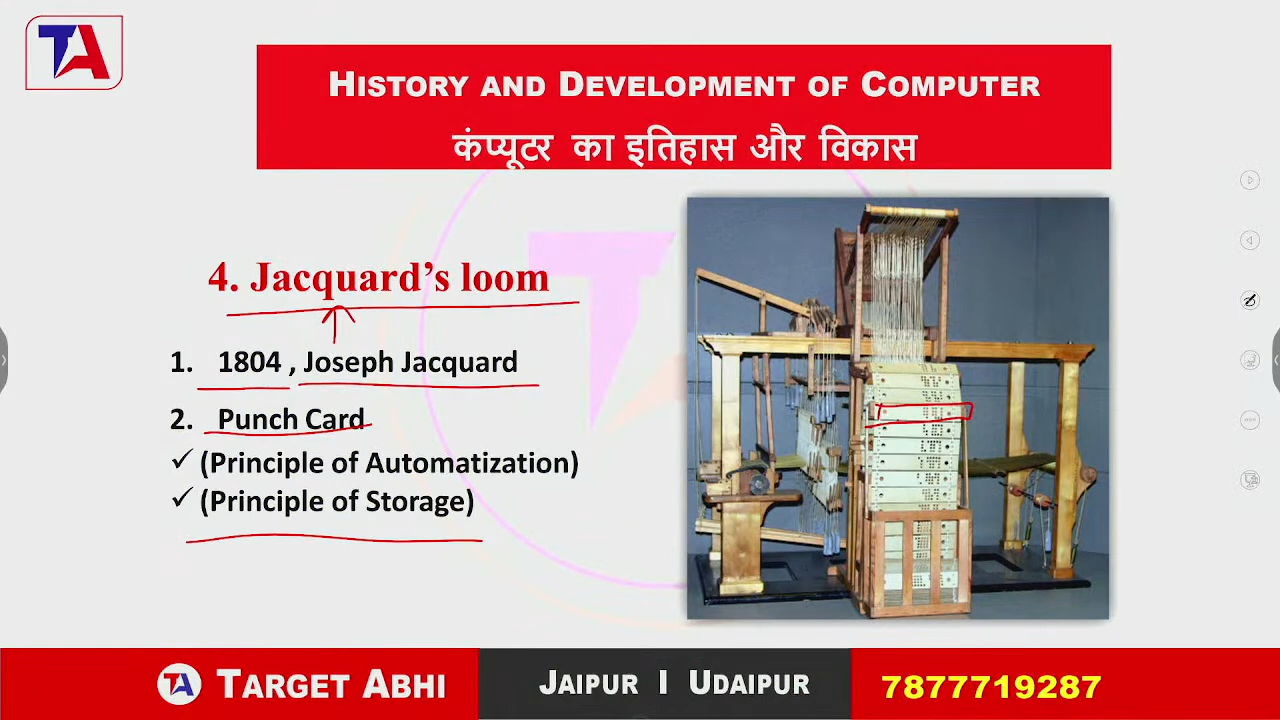 TA
HISTORY AND DEVELOPMENT OF COMPUTER
कंप्यूटर का इतिहास और विकास
4. Jacquard's loom
1. 1804 , Joseph Jacquard
2. Punch Card
✓ (Principle of Automatization)
✓ (Principle of Storage)
TA TARGET ABHI
JAIPUR I UDAIPUR
7877719287